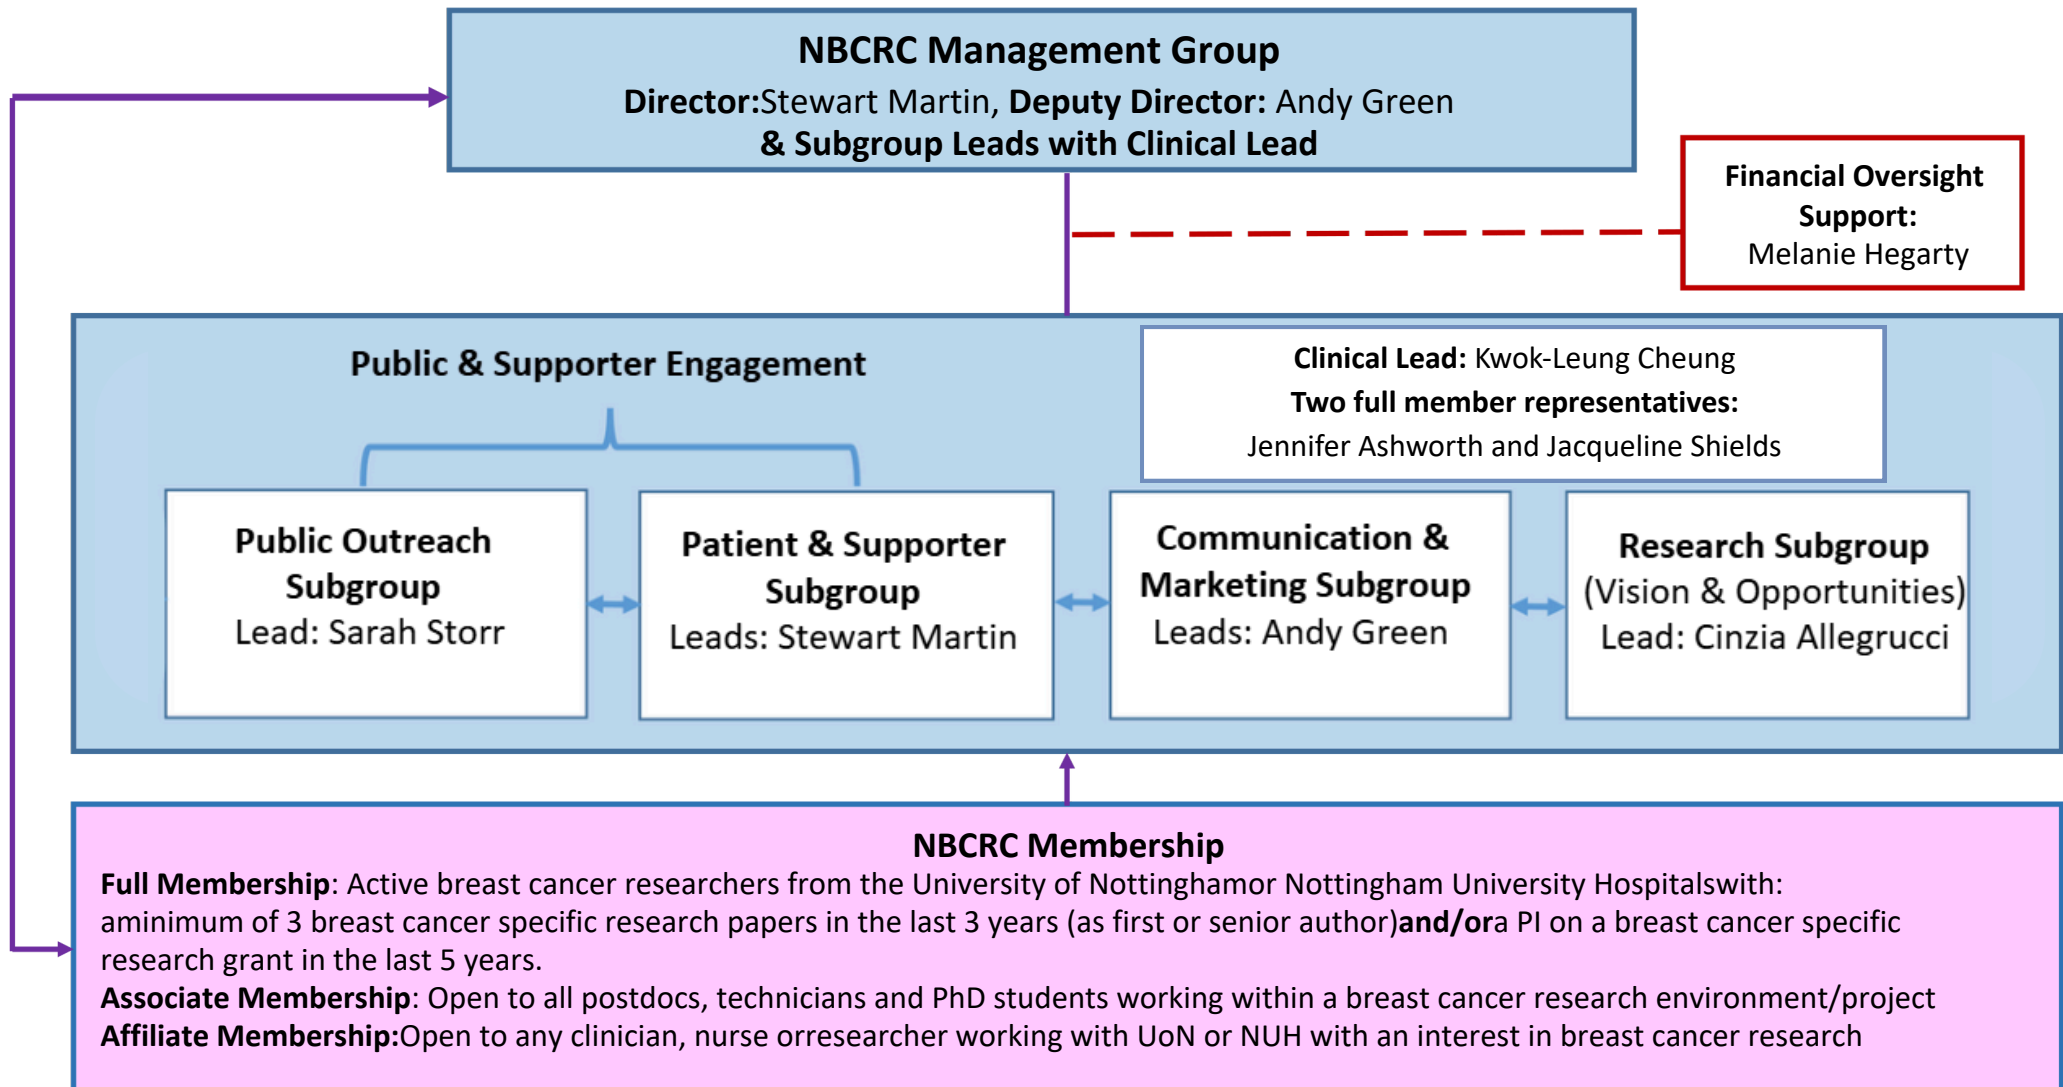 NBCRC Management Group
Director:Stewart Martin, Deputy Director: Andy Green
& Subgroup Leads with Clinical Lead
Financial Oversight
Support:
Melanie Hegarty
Public & Supporter Engagement
Clinical Lead: Kwok-Leung Cheung
Two full member representatives:
Jennifer Ashworth and Jacqueline Shields
Public Outreach
Subgroup
Lead: Sarah Storr
Patient & Supporter
Subgroup
Leads: Stewart Martin
Communication &
Marketing Subgroup
Leads: Andy Green
Research Subgroup
(Vision & Opportunities)
Lead: Cinzia Allegrucci
NBCRC Membership
Full Membership: Active breast cancer researchers from the University of Nottinghamor Nottingham University Hospitalswith:
aminimum of 3 breast cancer specific research papers in the last 3 years (as first or senior author)and/ora PI on a breast cancer specific
research grant in the last 5 years.
Associate Membership: Open to all postdocs, technicians and PhD students working within a breast cancer research environment/project
Affiliate Membership:Open to any clinician, nurse orresearcher working with UoN or NUH with an interest in breast cancer research